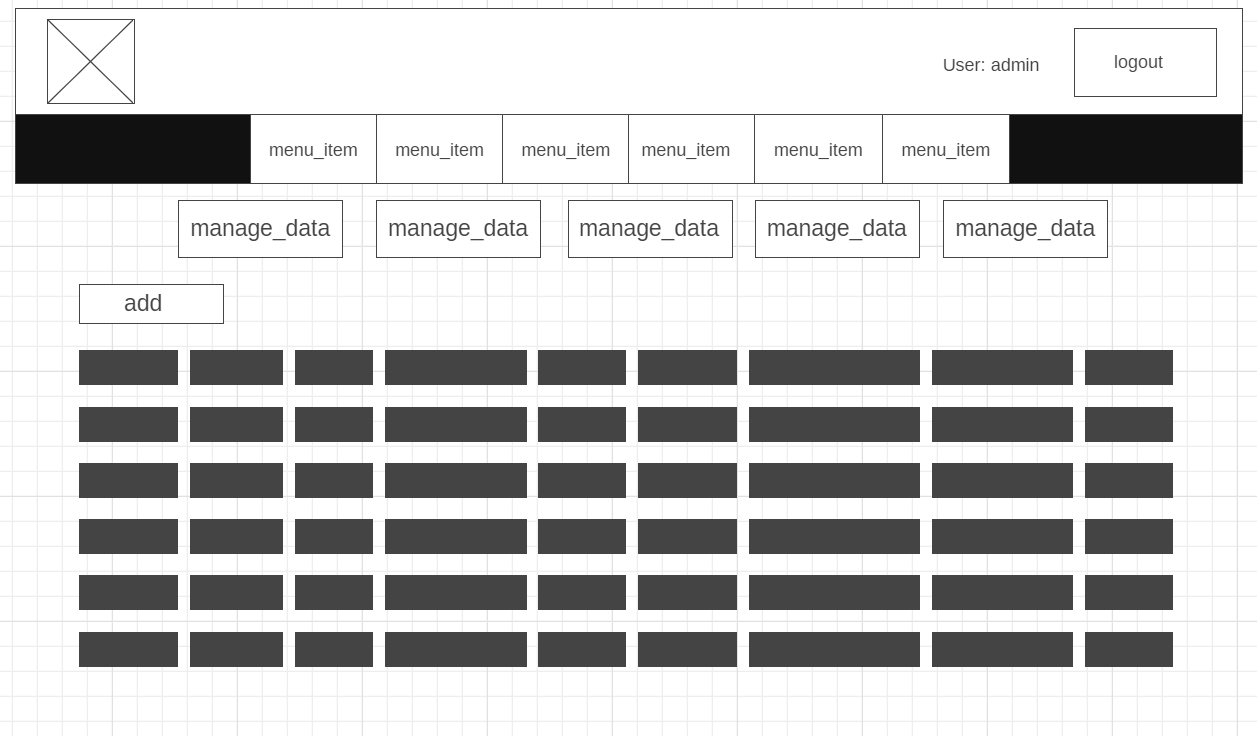 User: admin
logout
menu_item menu_item menu_item menu_item menu_item menu_item
manage_data manage_data manage_data manage_data manage_data
add